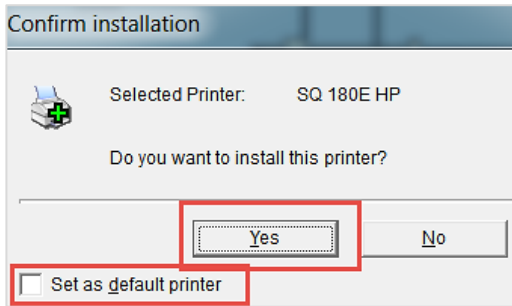 Confirm installation
Selected Printer: SQ 180E HP
Do you want to install this printer?
Yes No
Set as default printer